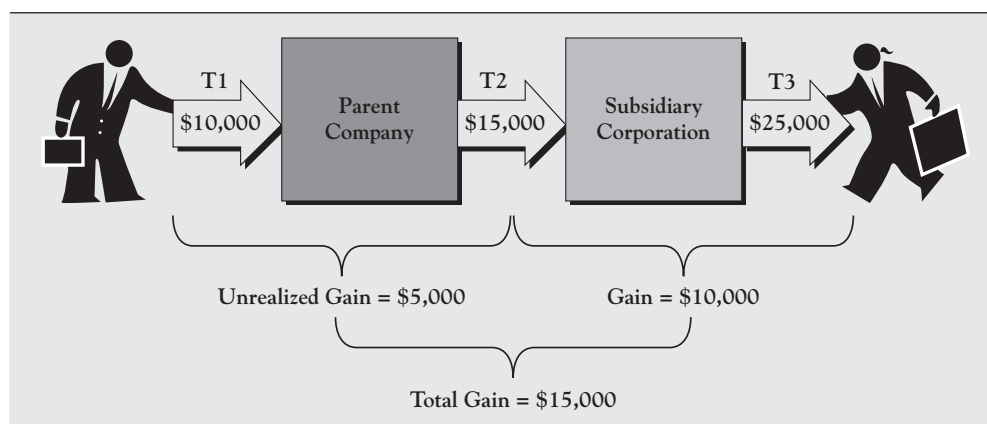 T1
$10,000
Parent
Company
T2
$15,000
Subsidiary
Corporation
T3
$25,000
Unrealized Gain = $5,000
Gain = $10,000
Total Gain = $15,000